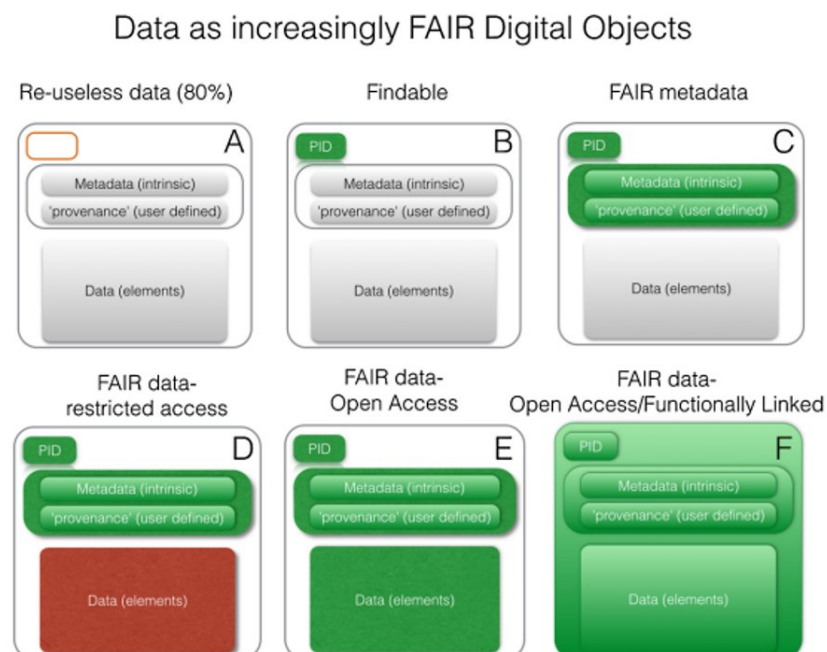 Data as increasingly FAIR Digital Objects
Re-useless data (80%)
A
Metadata (intrinsic)
'provenance' (user defined)
Data (elements)
Findable
PID
B
Metadata (intrinsic)
'provenance' (user defined)
Data (elements)
FAIR metadata
PID
C
Metadata (intrinsic)
'provenance' (user defined)
Data (elements)
FAIR data-
restricted access
PID
D
Metadata (intrinsic)
'provenance' (user defined)
Data (elements)
FAIR data-
Open Access
PID
E
Metadata (intrinsic)
'provenance' (user defined)
Data (elements)
FAIR data-
Open Access/Functionally Linked
PID
F
Metadata (intrinsic)
'provenance' (user defined)
Data (elements)